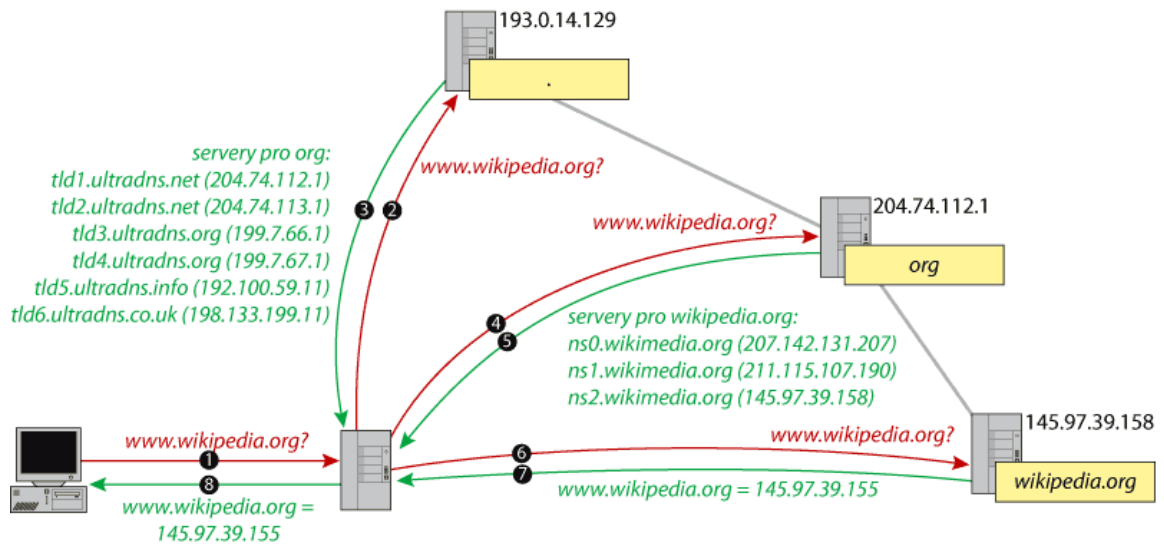 193.0.14.129
.
servery pro org:
tld1.ultradns.net (204.74.112.1)
tld2.ultradns.net (204.74.113.1)
tld3.ultradns.org (199.7.66.1)
tld4.ultradns.org (199.7.67.1)
tld5.ultradns.info (192.100.59.11)
tld6.ultradns.co.uk (198.133.199.11)
www.wikipedia.org?
3
2
204.74.112.1
www.wikipedia.org?
org
4
5
servery pro wikipedia.org:
ns0.wikimedia.org (207.142.131.207)
ns1.wikimedia.org (211.115.107.190)
ns2.wikimedia.org (145.97.39.158)
145.97.39.158
www.wikipedia.org?
1
8
www.wikipedia.org =
145.97.39.155
www.wikipedia.org?
6
7
www.wikipedia.org = 145.97.39.155
wikipedia.org